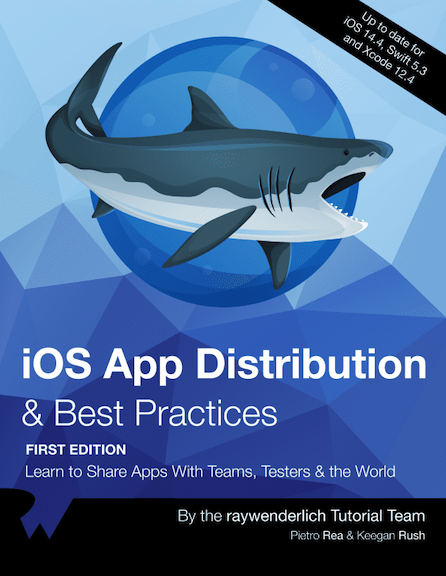 Up to date for
iOS 14.4, Swift 5.3
and Xcode 12.4
iOS App Distribution
& Best Practices
FIRST EDITION
Learn to Share Apps With Teams, Testers & the World
By the raywenderlich Tutorial Team
Pietro Rea & Keegan Rush